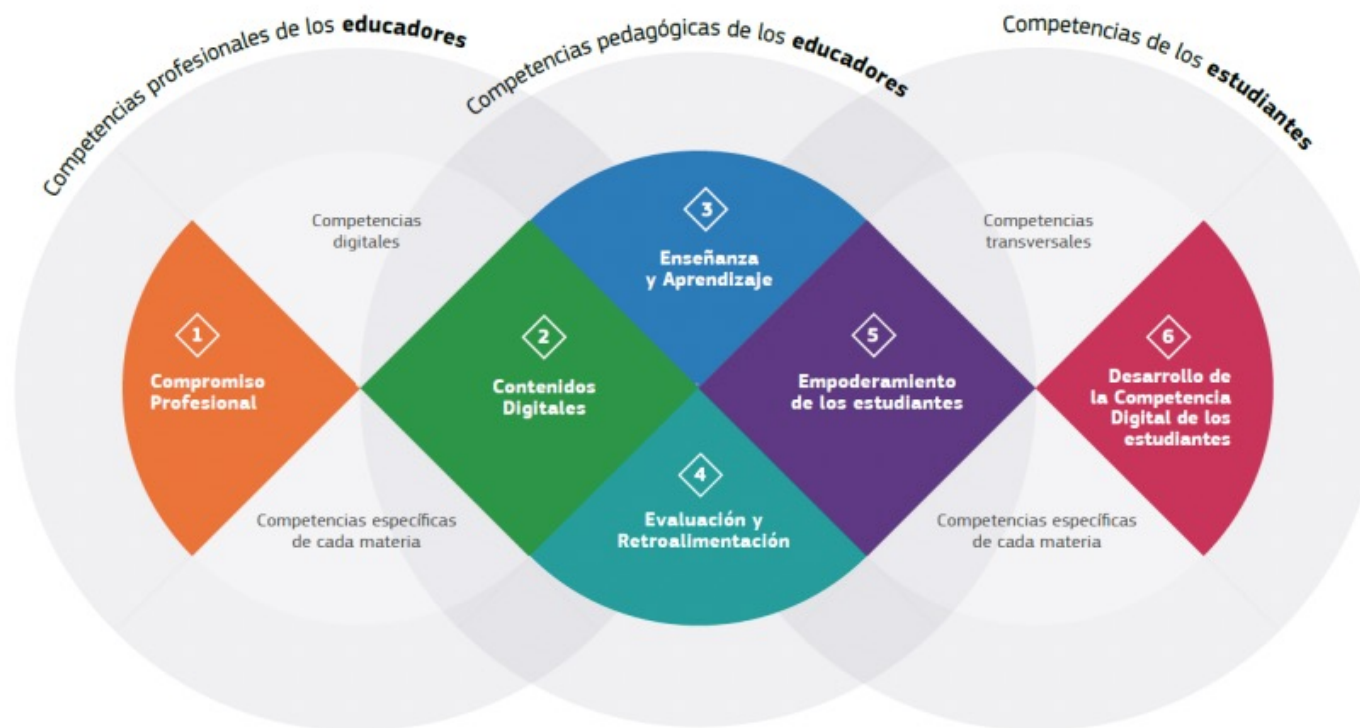 Competencias profesionales de los educadores
Competencias pedagógicas de los educadores
Competencias de los estudiantes
Competencias
digitales
Competencias
transversales
1
Compromiso
Profesional
2
Contenidos
Digitales
3
Enseñanza
y Aprendizaje
4
Evaluación y
Retroalimentación
5
Empoderamiento
de los estudiantes
6
Desarrollo de
la Competencia
Digital de los
estudiantes
Competencias específicas
de cada materia
Competencias específicas
de cada materia